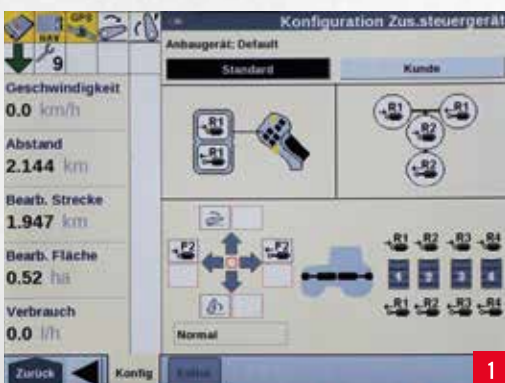 GPS
NAV
9
Konfiguration Zus.steuergerät
Anbaugerät: Default
Standard
Kunde
Geschwindigkeit
0.0 km/h
Abstand
2.144 km
Bearb. Strecke
1.947 km
Bearb. Fläche
0.52 ha
Verbrauch
0.0 l/h
R1
R1
R1
R1
R2
R2
F2
F2
Normal
R1 R2 R3 R4
1 2 3 4
R1 R2 R3 R4
Zurück
Konfig
1